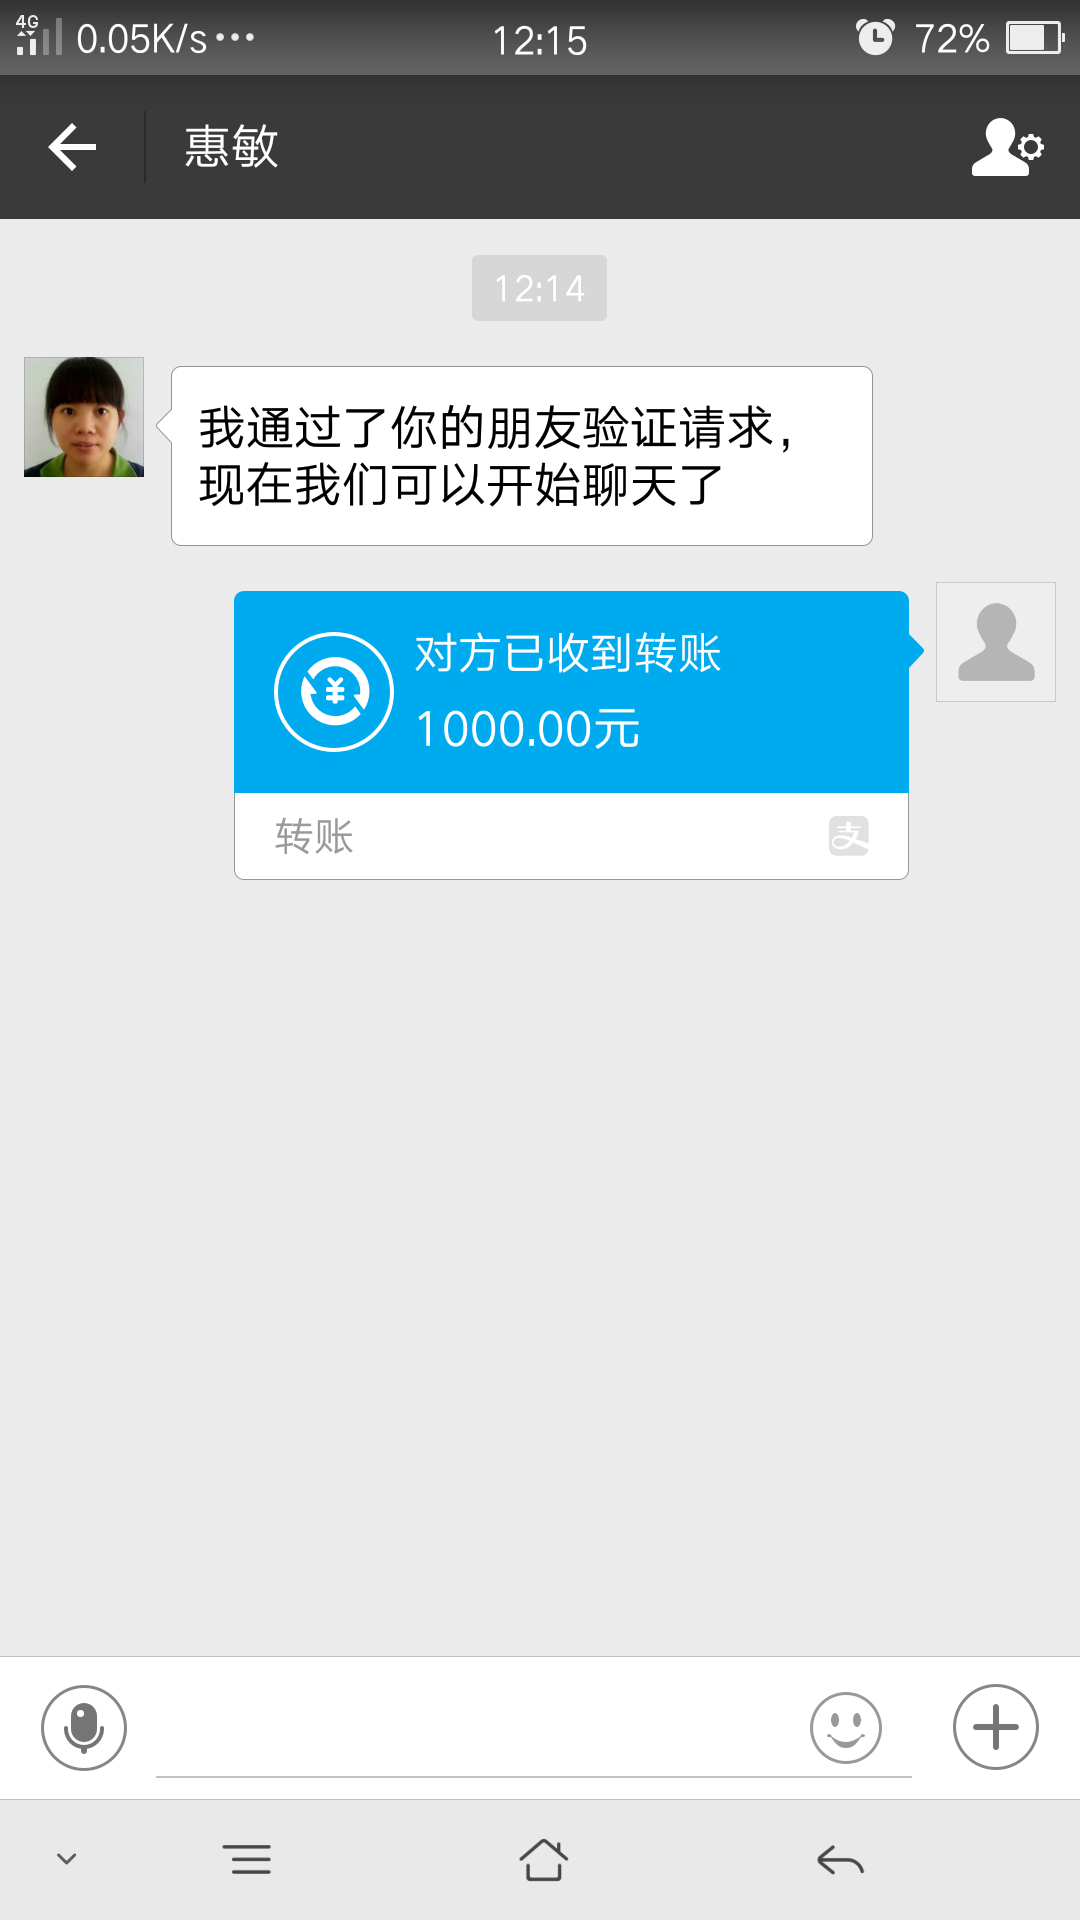 4G 0.05K/s 12:15 72%
惠敏
12:14
我通过了你的朋友验证请求，
现在我们可以开始聊天了
对方已收到转账
1000.00元
转账 支